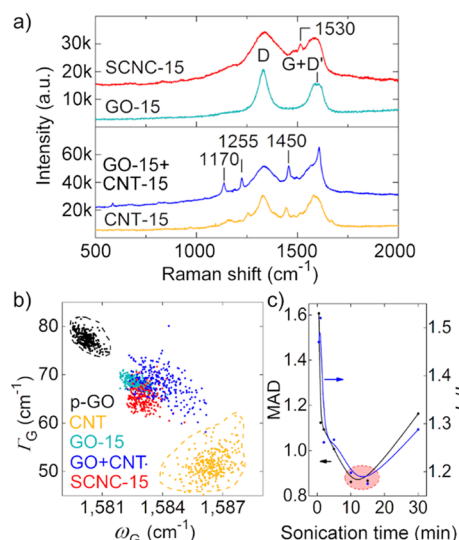 a)
1530
30k
SCNC-15
D
G+D'
20k
10k
GO-15
0
Intensity (a.u.)
1255
1450
60k
GO-15+
CNT-15
1170
40k
20k
CNT-15
0
500
1000
1500
2000
Raman shift (cm⁻¹)
b)
80
70
60
50
Γ_G (cm⁻¹)
p-GO
CNT
GO-15
GO+CNT
SCNC-15
1,581
1,584
1,587
ω_G (cm⁻¹)
c)
1.6
1.4
1.2
1.0
0.8
MAD
1.5
1.4
1.3
1.2
0
10
20
30
Sonication time (min)